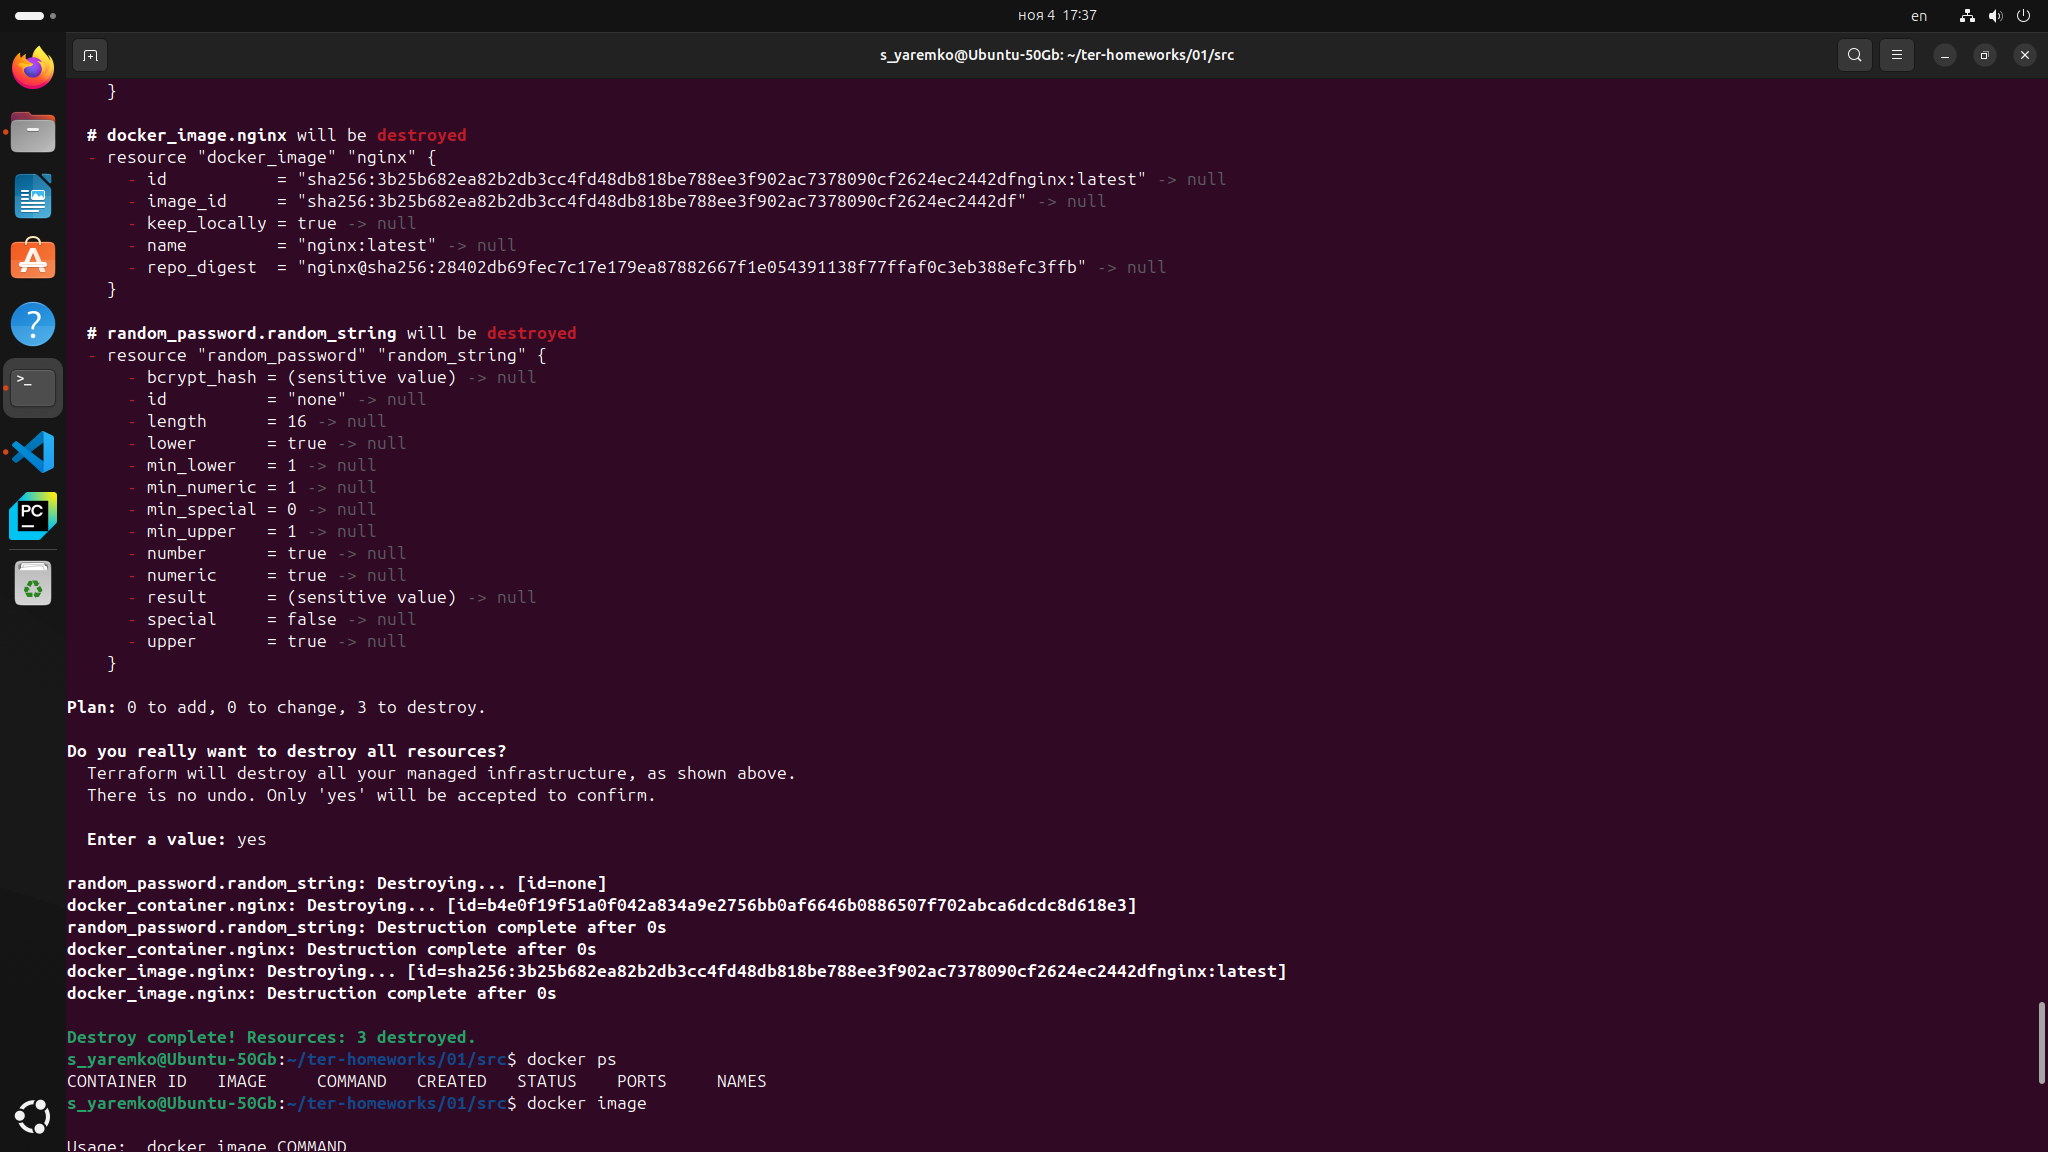 ноя 4  17:37
en
s_yaremko@Ubuntu-50Gb: ~/ter-homeworks/01/src
    }

  # docker_image.nginx will be destroyed
  - resource "docker_image" "nginx" {
      - id           = "sha256:3b25b682ea82b2db3cc4fd48db818be788ee3f902ac7378090cf2624ec2442dfnginx:latest" -> null
      - image_id     = "sha256:3b25b682ea82b2db3cc4fd48db818be788ee3f902ac7378090cf2624ec2442df" -> null
      - keep_locally = true -> null
      - name         = "nginx:latest" -> null
      - repo_digest  = "nginx@sha256:28402db69fec7c17e179ea87882667f1e054391138f77ffaf0c3eb388efc3ffb" -> null
    }

  # random_password.random_string will be destroyed
  - resource "random_password" "random_string" {
      - bcrypt_hash = (sensitive value) -> null
      - id          = "none" -> null
      - length      = 16 -> null
      - lower       = true -> null
      - min_lower   = 1 -> null
      - min_numeric = 1 -> null
      - min_special = 0 -> null
      - min_upper   = 1 -> null
      - number      = true -> null
      - numeric     = true -> null
      - result      = (sensitive value) -> null
      - special     = false -> null
      - upper       = true -> null
    }

Plan: 0 to add, 0 to change, 3 to destroy.

Do you really want to destroy all resources?
  Terraform will destroy all your managed infrastructure, as shown above.
  There is no undo. Only 'yes' will be accepted to confirm.

  Enter a value: yes

random_password.random_string: Destroying... [id=none]
docker_container.nginx: Destroying... [id=b4e0f19f51a0f042a834a9e2756bb0af6646b0886507f702abca6dcdc8d618e3]
random_password.random_string: Destruction complete after 0s
docker_container.nginx: Destruction complete after 0s
docker_image.nginx: Destroying... [id=sha256:3b25b682ea82b2db3cc4fd48db818be788ee3f902ac7378090cf2624ec2442dfnginx:latest]
docker_image.nginx: Destruction complete after 0s

Destroy complete! Resources: 3 destroyed.
s_yaremko@Ubuntu-50Gb:~/ter-homeworks/01/src$ docker ps
CONTAINER ID   IMAGE     COMMAND   CREATED   STATUS    PORTS     NAMES
s_yaremko@Ubuntu-50Gb:~/ter-homeworks/01/src$ docker image

Usage:  docker image COMMAND
PC